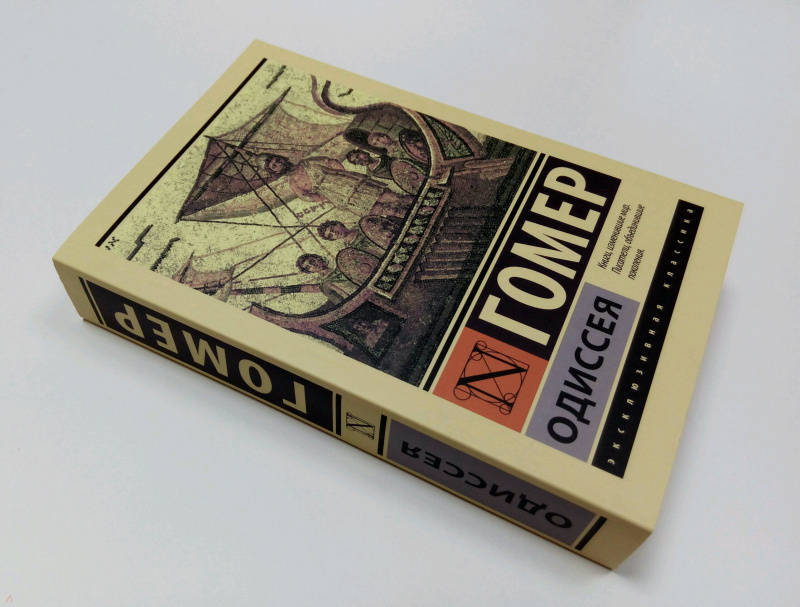 ГОМЕР
ОДИССЕЯ
Книги, изменившие мир.
Писатели, объединившие
поколения.
эксклюзивная классика
ГОМЕР
N
ОДИССЕЯ